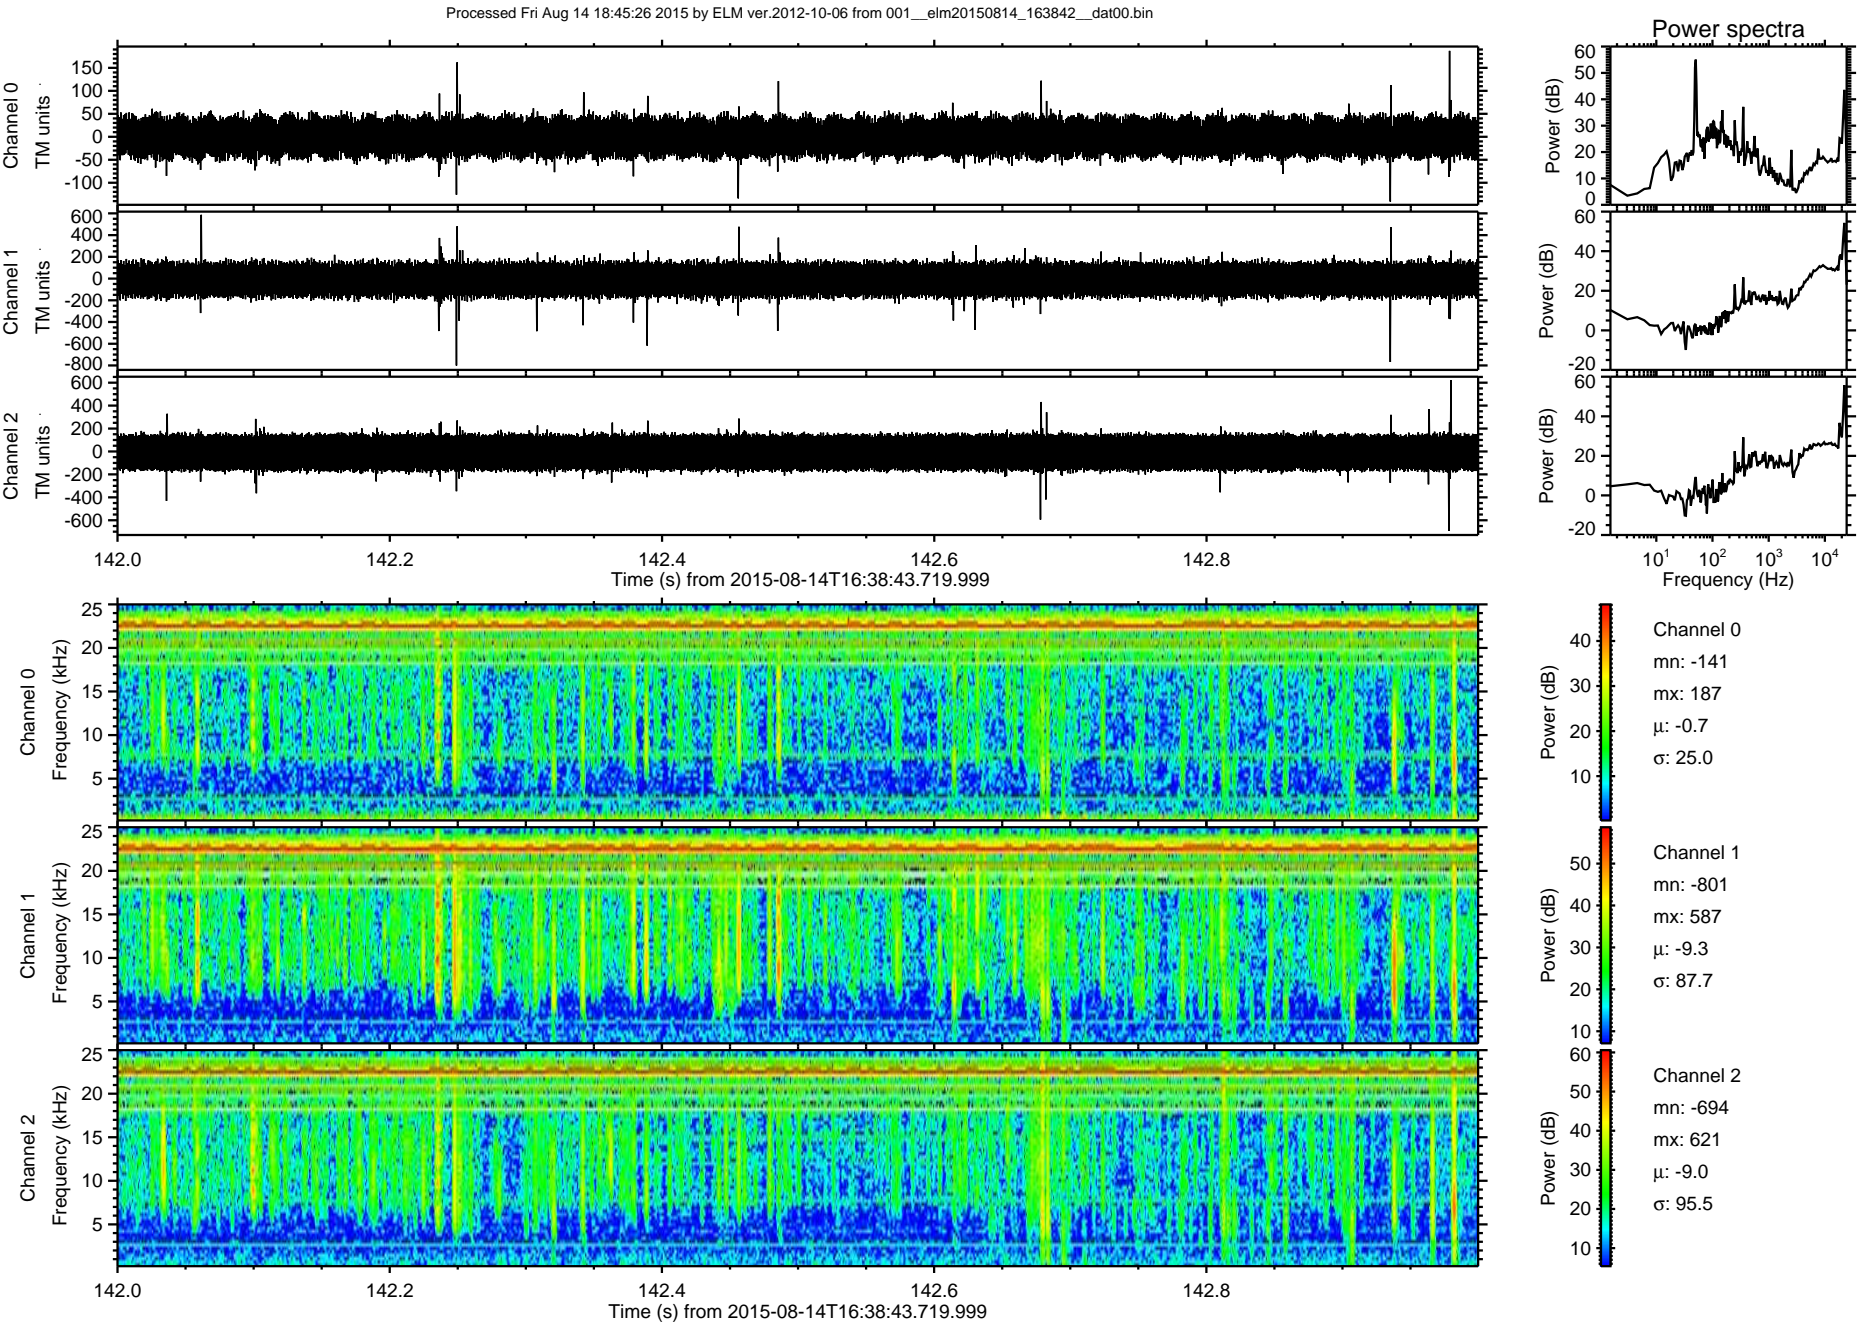 Processed Fri Aug 14 18:45:26 2015 by ELM ver.2012-10-06 from 001__elm20150814_163842__dat00.bin
Power spectra
Channel 0
TM units
150
100
50
0
-50
-100
Power (dB)
60
50
40
30
20
10
0
Channel 1
TM units
600
400
200
0
-200
-400
-600
-800
Power (dB)
60
40
20
0
-20
Channel 2
TM units
600
400
200
0
-200
-400
-600
Power (dB)
60
40
20
0
-20
142.0 142.2 142.4 142.6 142.8
Time (s) from 2015-08-14T16:38:43.719.999
10^1 10^2 10^3 10^4
Frequency (Hz)
Channel 0
Frequency (kHz)
25
20
15
10
5
Power (dB)
40
30
20
10
Channel 0
mn: -141
mx: 187
μ: -0.7
σ: 25.0
Channel 1
Frequency (kHz)
25
20
15
10
5
Power (dB)
50
40
30
20
10
Channel 1
mn: -801
mx: 587
μ: -9.3
σ: 87.7
Channel 2
Frequency (kHz)
25
20
15
10
5
Power (dB)
60
50
40
30
20
10
Channel 2
mn: -694
mx: 621
μ: -9.0
σ: 95.5
142.0 142.2 142.4 142.6 142.8
Time (s) from 2015-08-14T16:38:43.719.999